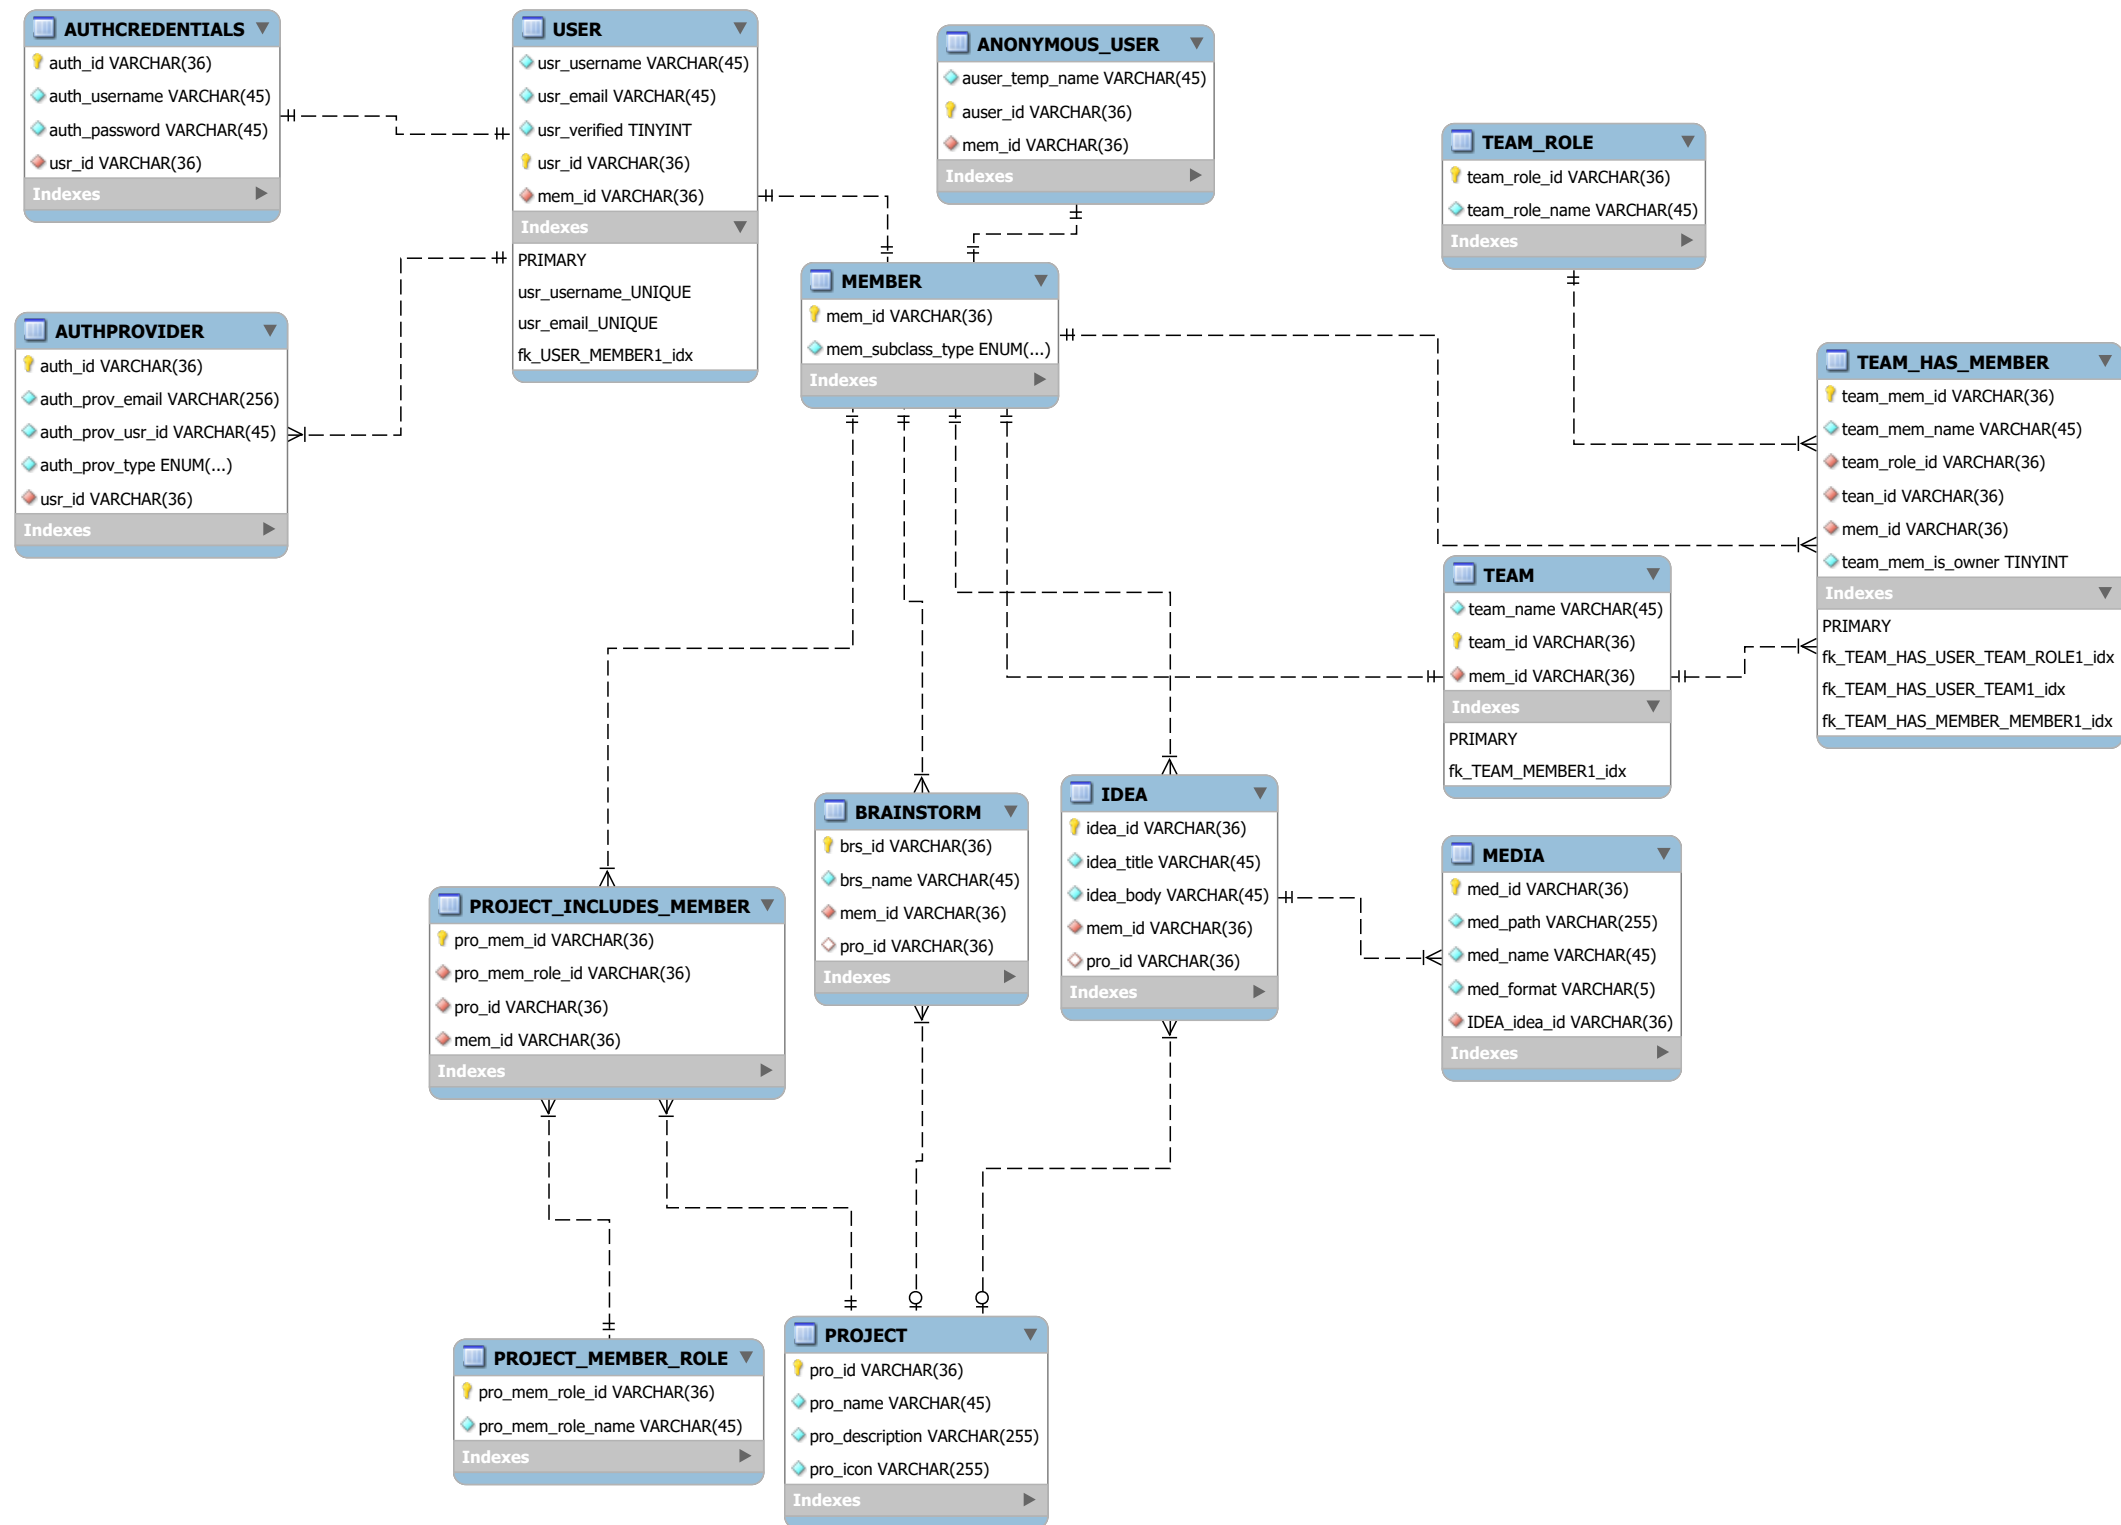 AUTHCREDENTIALS
auth_id VARCHAR(36)
auth_username VARCHAR(45)
auth_password VARCHAR(45)
usr_id VARCHAR(36)
Indexes
USER
usr_username VARCHAR(45)
usr_email VARCHAR(45)
usr_verified TINYINT
usr_id VARCHAR(36)
mem_id VARCHAR(36)
Indexes
PRIMARY
usr_username_UNIQUE
usr_email_UNIQUE
fk_USER_MEMBER1_idx
ANONYMOUS_USER
auser_temp_name VARCHAR(45)
auser_id VARCHAR(36)
mem_id VARCHAR(36)
Indexes
TEAM_ROLE
team_role_id VARCHAR(36)
team_role_name VARCHAR(45)
Indexes
AUTHPROVIDER
auth_id VARCHAR(36)
auth_prov_email VARCHAR(256)
auth_prov_usr_id VARCHAR(45)
auth_prov_type ENUM(...)
usr_id VARCHAR(36)
Indexes
MEMBER
mem_id VARCHAR(36)
mem_subclass_type ENUM(...)
Indexes
TEAM_HAS_MEMBER
team_mem_id VARCHAR(36)
team_mem_name VARCHAR(45)
team_role_id VARCHAR(36)
tean_id VARCHAR(36)
mem_id VARCHAR(36)
team_mem_is_owner TINYINT
Indexes
PRIMARY
fk_TEAM_HAS_USER_TEAM_ROLE1_idx
fk_TEAM_HAS_USER_TEAM1_idx
fk_TEAM_HAS_MEMBER_MEMBER1_idx
TEAM
team_name VARCHAR(45)
team_id VARCHAR(36)
mem_id VARCHAR(36)
Indexes
PRIMARY
fk_TEAM_MEMBER1_idx
PROJECT_INCLUDES_MEMBER
pro_mem_id VARCHAR(36)
pro_mem_role_id VARCHAR(36)
pro_id VARCHAR(36)
mem_id VARCHAR(36)
Indexes
BRAINSTORM
brs_id VARCHAR(36)
brs_name VARCHAR(45)
mem_id VARCHAR(36)
pro_id VARCHAR(36)
Indexes
IDEA
idea_id VARCHAR(36)
idea_title VARCHAR(45)
idea_body VARCHAR(45)
mem_id VARCHAR(36)
pro_id VARCHAR(36)
Indexes
MEDIA
med_id VARCHAR(36)
med_path VARCHAR(255)
med_name VARCHAR(45)
med_format VARCHAR(5)
IDEA_idea_id VARCHAR(36)
Indexes
PROJECT_MEMBER_ROLE
pro_mem_role_id VARCHAR(36)
pro_mem_role_name VARCHAR(45)
Indexes
PROJECT
pro_id VARCHAR(36)
pro_name VARCHAR(45)
pro_description VARCHAR(255)
pro_icon VARCHAR(255)
Indexes